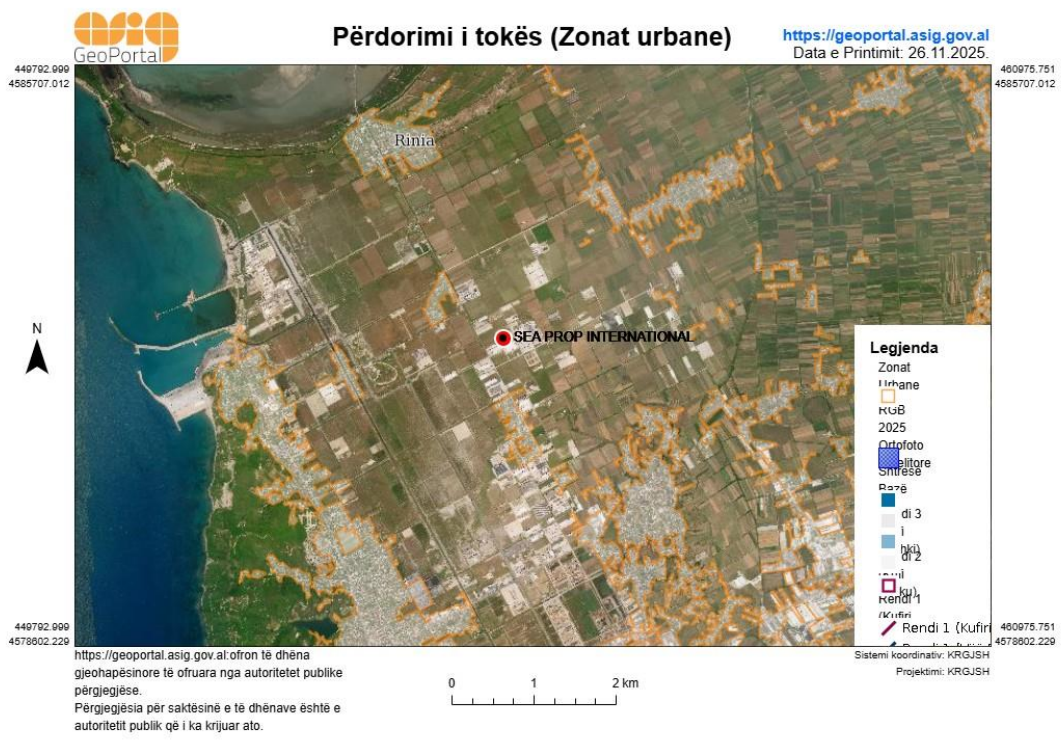 asig
GeoPortal
Përdorimi i tokës (Zonat urbane)
https://geoportal.asig.gov.al
Data e Printimit: 26.11.2025.
449792.999
4585707.012
460975.751
4585707.012
Rinia
SEA PROP INTERNATIONAL
N
Legjenda
Zonat
Urbane
RGB
2025
Ortofoto
Shtresë
Bazë
di 3
di 2
Rendi 1
(Kufiri
Rendi 1 (Kufiri
449792.999
4578602.229
460975.751
4578602.229
https://geoportal.asig.gov.al:ofron të dhëna
gjeohapësinore të ofruara nga autoritetet publike
përgjegjëse.
Përgjegjësia për saktësinë e të dhënave është e
autoritetit publik që i ka krijuar ato.
0 1 2 km
Sistemi koordinativ: KRGJSH
Projektimi: KRGJSH